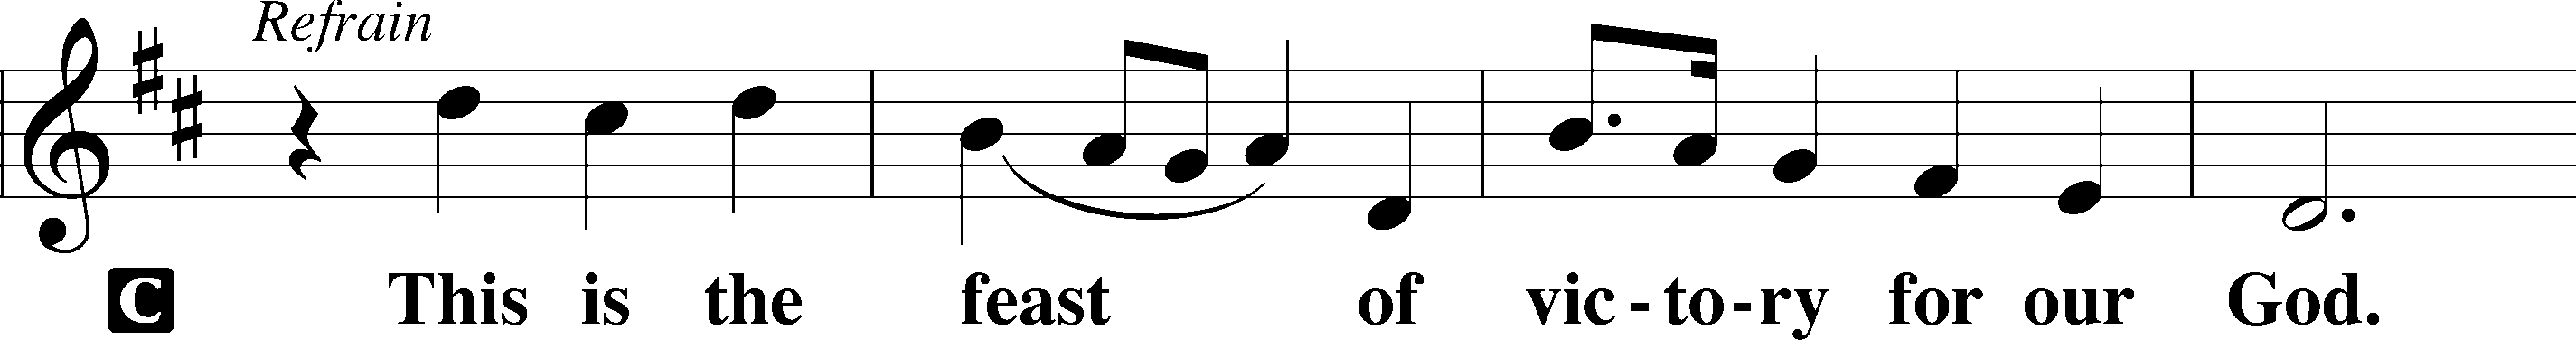 Refrain
C This is the feast of vic - to - ry for our God.